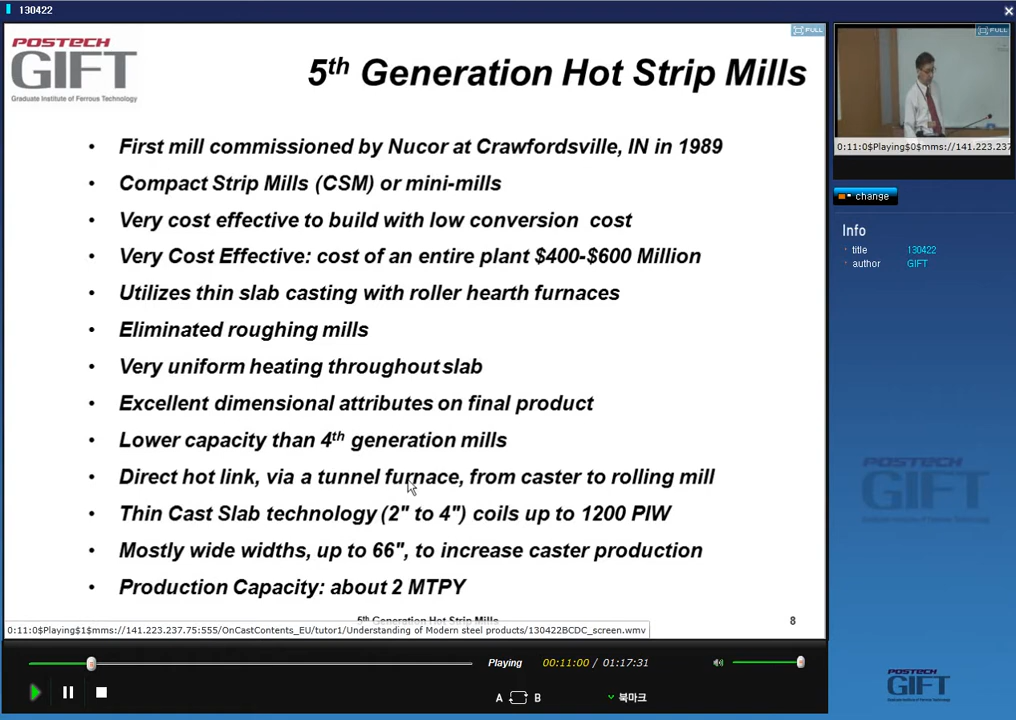 130422
FULL
POSTECH
GIFT
Graduate Institute of Ferrous Technology
5th Generation Hot Strip Mills
• First mill commissioned by Nucor at Crawfordsville, IN in 1989
• Compact Strip Mills (CSM) or mini-mills
• Very cost effective to build with low conversion cost
• Very Cost Effective: cost of an entire plant $400-$600 Million
• Utilizes thin slab casting with roller hearth furnaces
• Eliminated roughing mills
• Very uniform heating throughout slab
• Excellent dimensional attributes on final product
• Lower capacity than 4th generation mills
• Direct hot link, via a tunnel furnace, from caster to rolling mill
• Thin Cast Slab technology (2" to 4") coils up to 1200 PIW
• Mostly wide widths, up to 66", to increase caster production
• Production Capacity: about 2 MTPY
5th Generation Hot Strip Mills
8
0:11:0$Playing$1$mms://141.223.237.75:555/OnCastContents_EU/tutor1/Understanding of Modern steel products/130422BCDC_screen.wmv
FULL
0:11:0$Playing$0$mms://141.223.237
change
Info
title 130422
author GIFT
POSTECH
GIFT
Playing
00:11:00 / 01:17:31
A B
북마크
POSTECH
GIFT